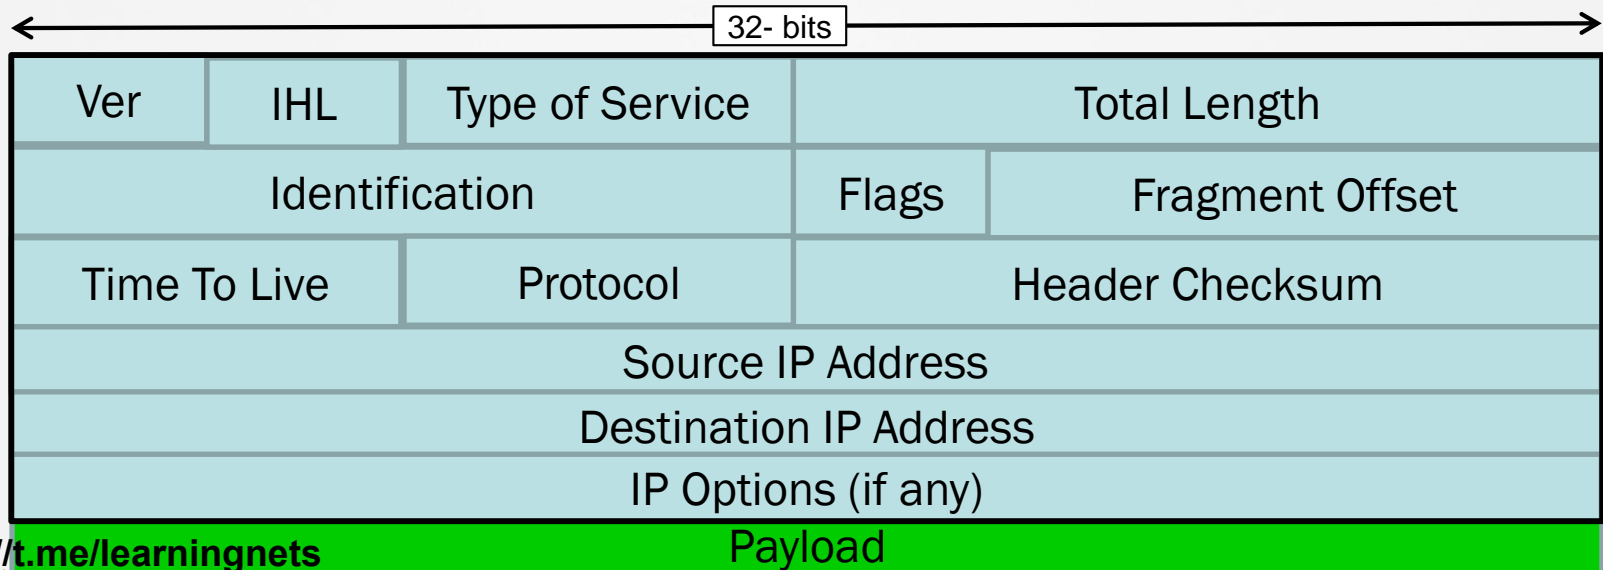 32- bits
Ver IHL Type of Service Total Length
Identification Flags Fragment Offset
Time To Live Protocol Header Checksum
Source IP Address
Destination IP Address
IP Options (if any)
Payload
//t.me/learningnets